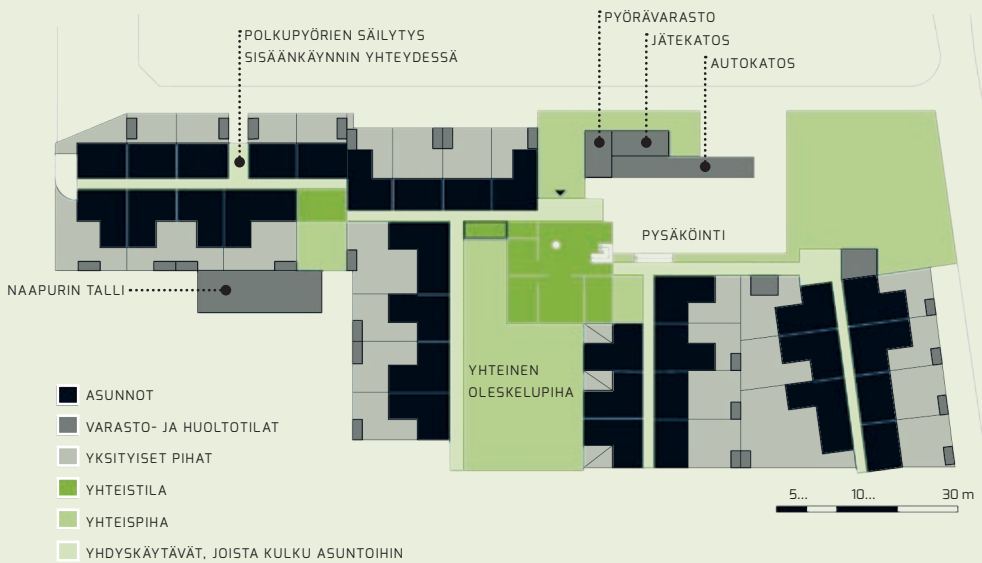 PYÖRÄVARASTO
POLKUPYÖRIEN SÄILYTYS
SISÄÄNKÄYNNIN YHTEYDESSÄ
JÄTEKATOS
AUTOKATOS
PYSÄKÖINTI
NAAPURIN TALLI
YHTEINEN
OLESKELUPIHA
ASUNNOT
VARASTO- JA HUOLTOTILAT
YKSITYISET PIHAT
YHTEISTILA
YHTEISPIHA
YHDYSKÄYTÄVÄT, JOISTA KULKU ASUNTOIHIN
5... 10... 30 m